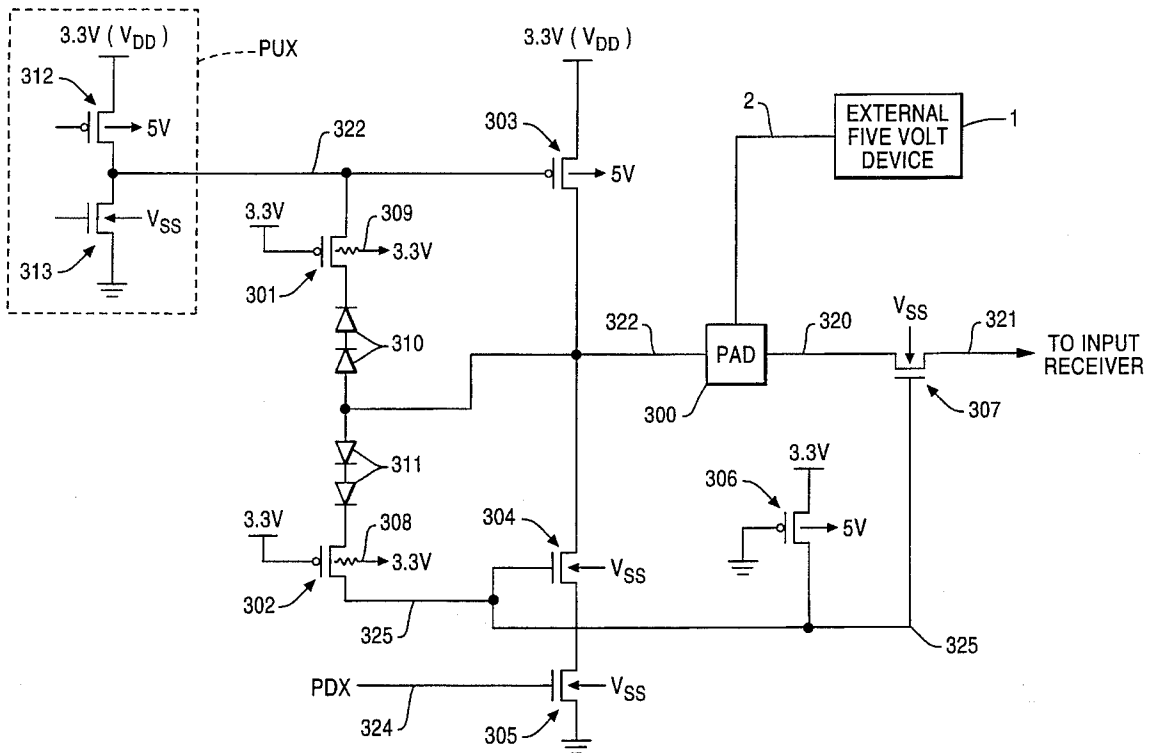 3.3V ( VDD )
PUX
312
5V
313
VSS
322
3.3V ( VDD )
303
5V
2
EXTERNAL
FIVE VOLT
DEVICE
1
3.3V
309
3.3V
301
310
322
PAD
300
320
VSS
321
TO INPUT
RECEIVER
307
311
3.3V
308
3.3V
302
304
VSS
3.3V
306
5V
325
325
PDX
324
VSS
305